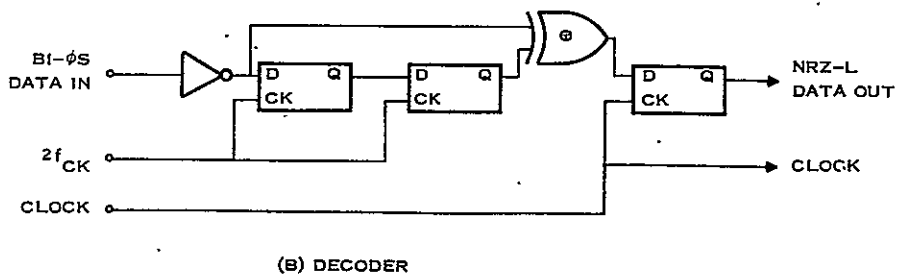 BI-ϕS
DATA IN
D Q
CK
D Q
CK
⊕
D Q
CK
NRZ-L
DATA OUT
2fCK
CLOCK
CLOCK
(B) DECODER